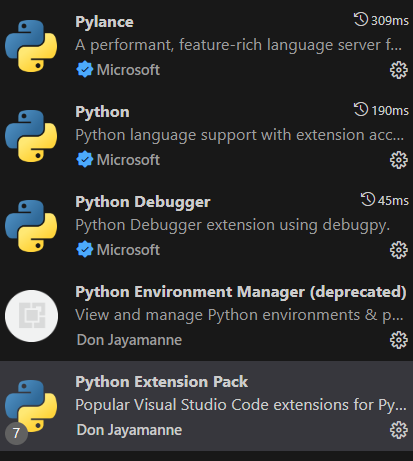 Pylance 309ms
A performant, feature-rich language server f...
Microsoft
Python 190ms
Python language support with extension acc...
Microsoft
Python Debugger 45ms
Python Debugger extension using debugpy.
Microsoft
Python Environment Manager (deprecated)
View and manage Python environments & p...
Don Jayamanne
Python Extension Pack
Popular Visual Studio Code extensions for Py...
7 Don Jayamanne